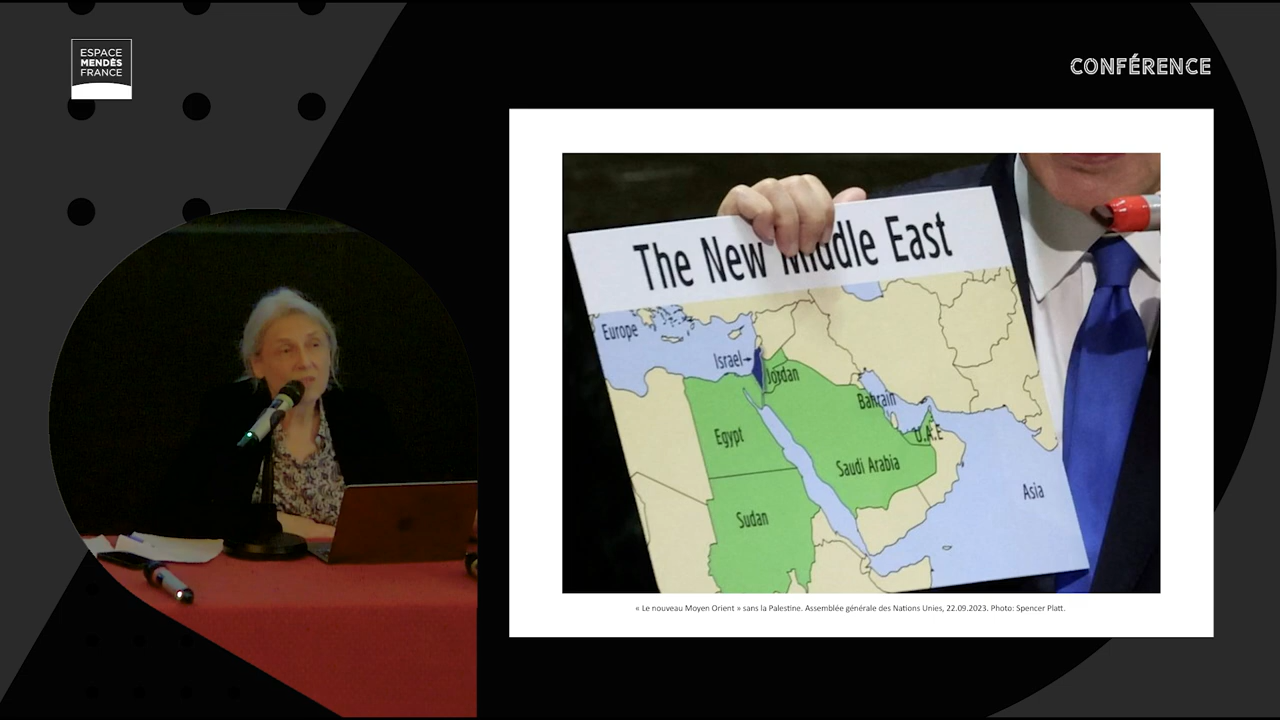 ESPACE
MENDÈS
FRANCE
CONFÉRENCE
The New Middle East
Europe
Israel
Jordan
Bahrain
U.A.E
Egypt
Saudi Arabia
Asia
Sudan
« Le nouveau Moyen Orient » sans la Palestine. Assemblée générale des Nations Unies, 22.09.2023. Photo: Spencer Platt.